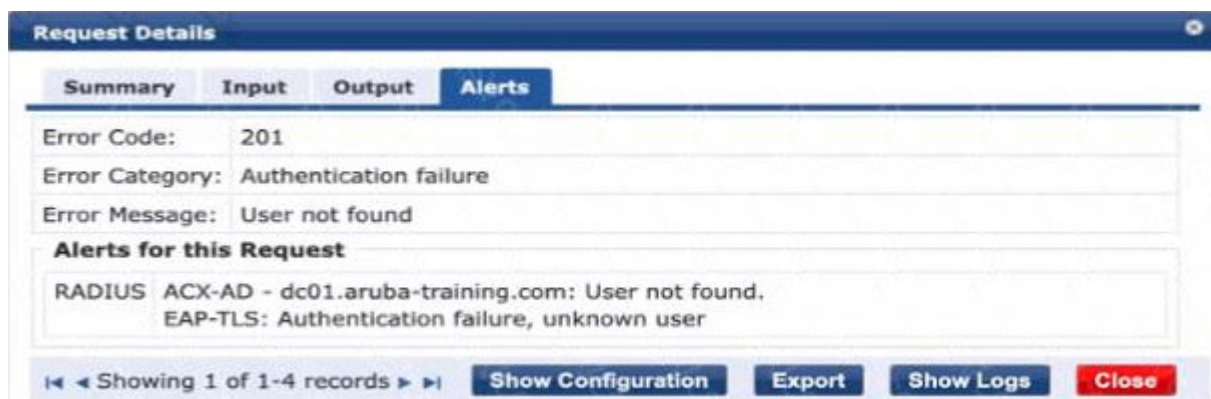 Request Details
Summary Input Output Alerts
Error Code: 201
Error Category: Authentication failure
Error Message: User not found
Alerts for this Request
RADIUS ACX-AD - dc01.aruba-training.com: User not found.
EAP-TLS: Authentication failure, unknown user
Showing 1 of 1-4 records Show Configuration Export Show Logs Close